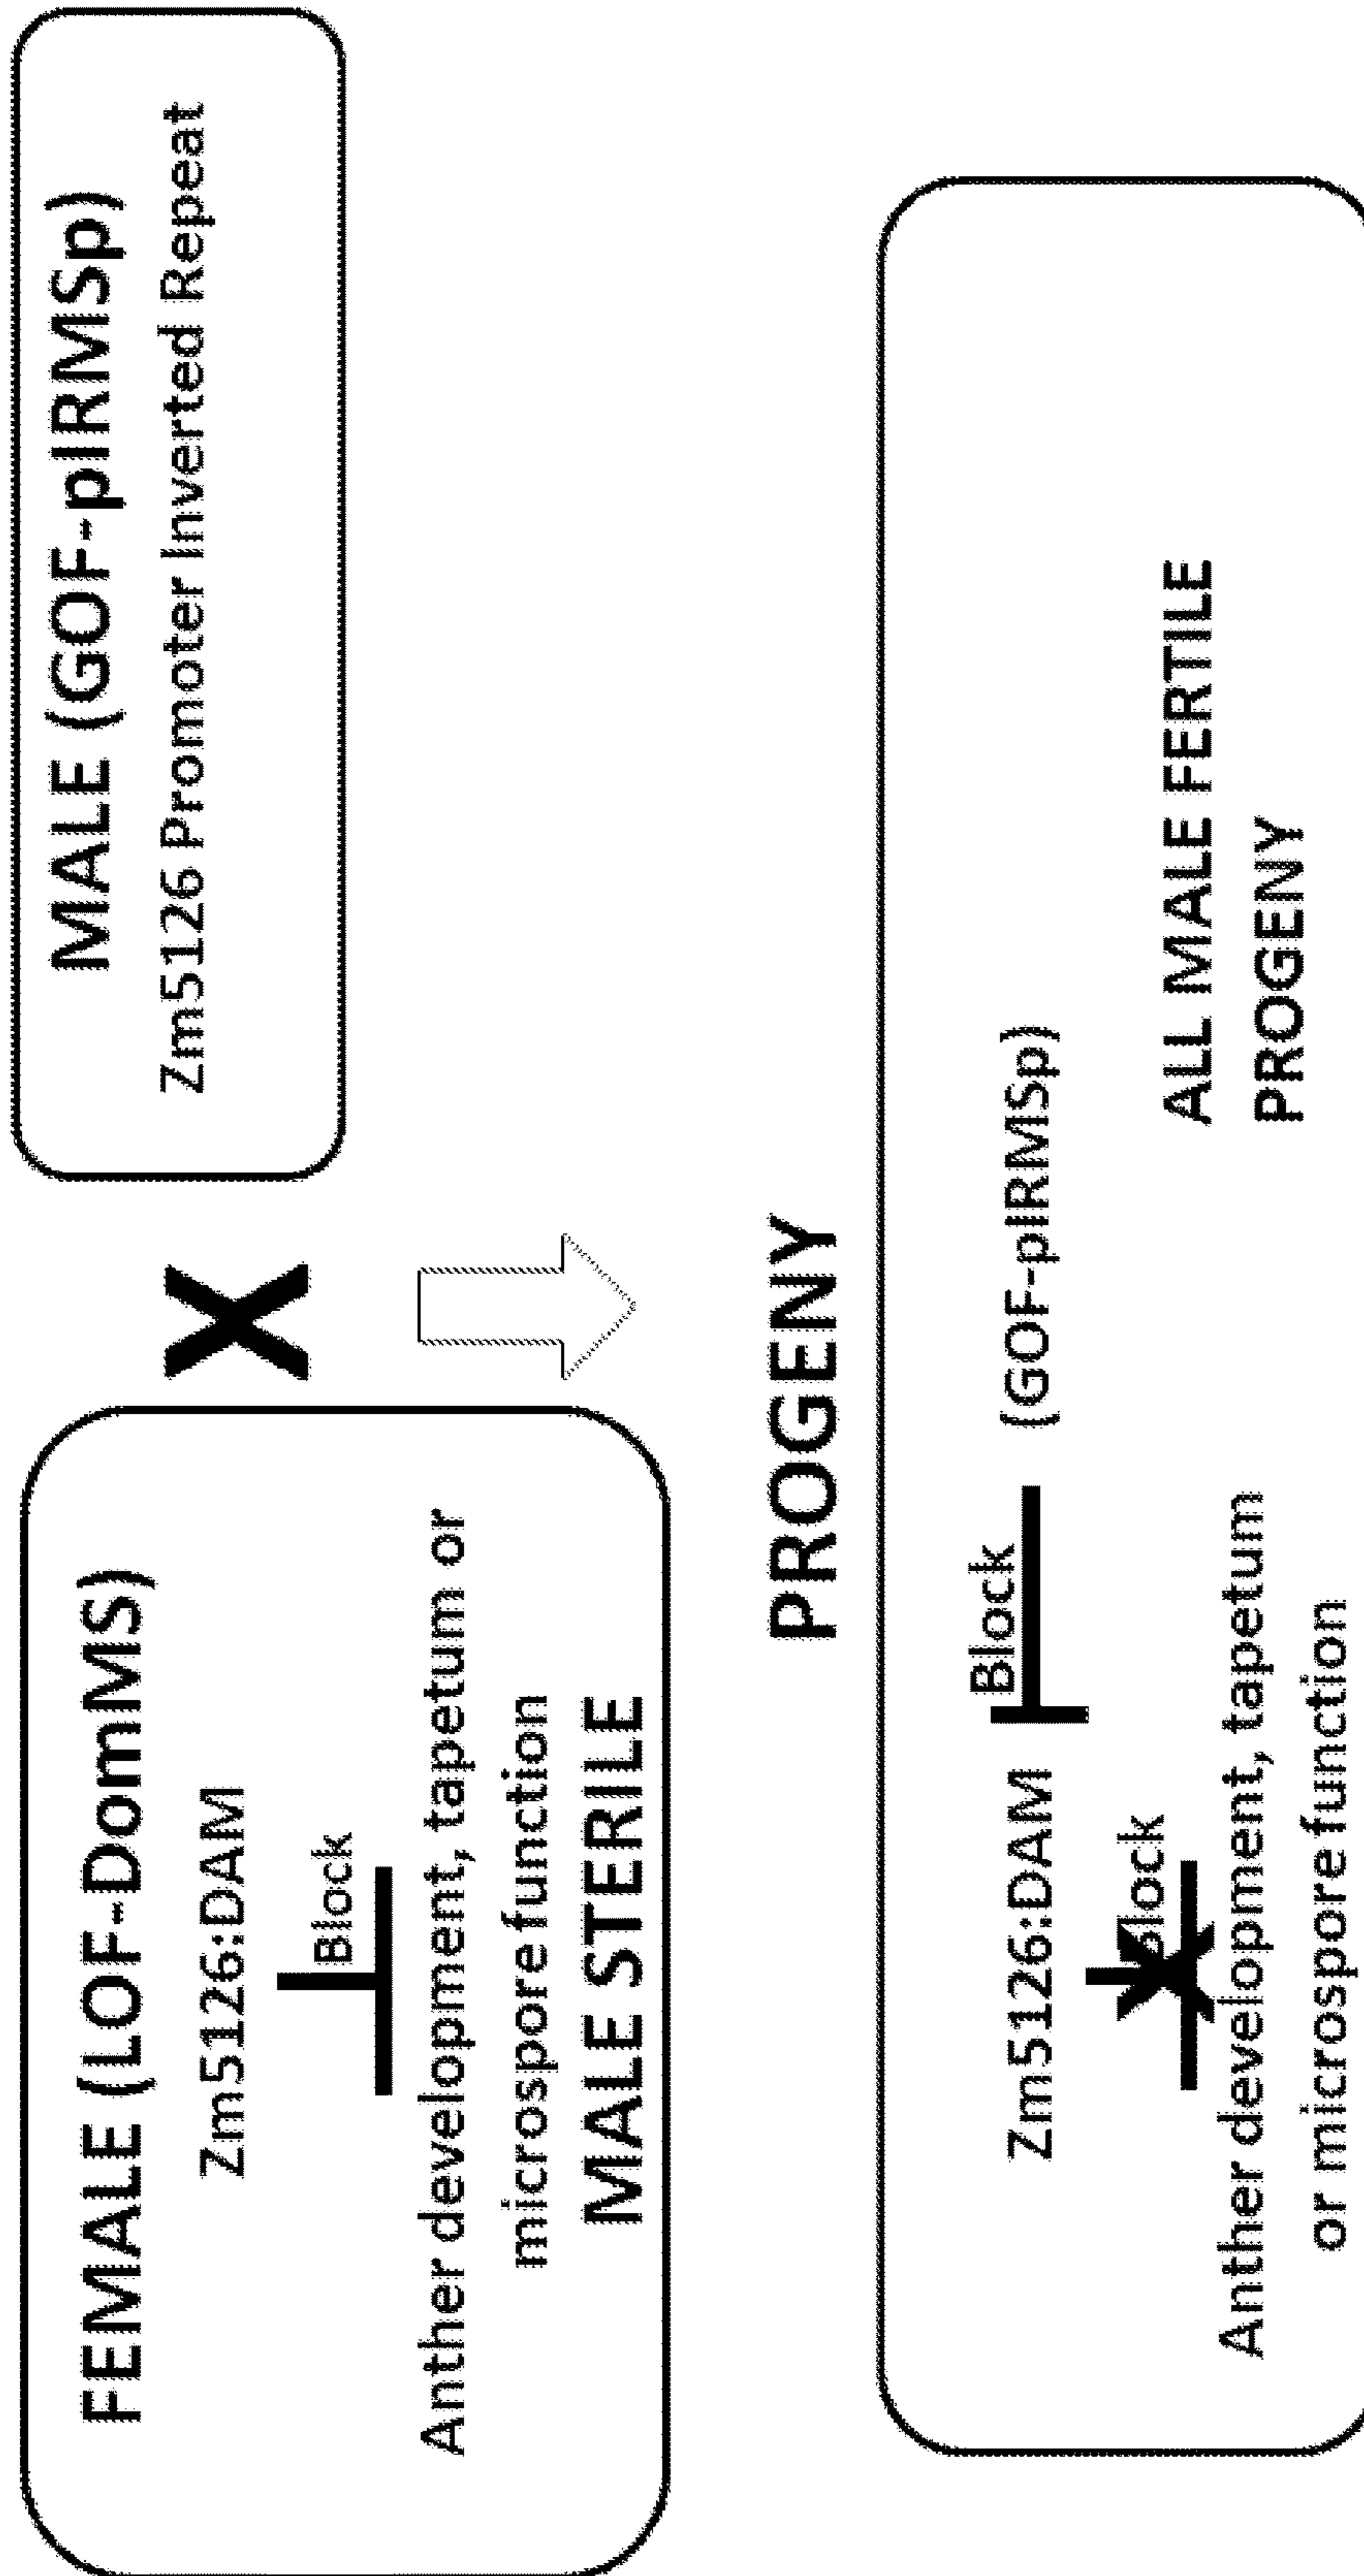 FEMALE (LOF-DomMS)
Zm5126:DAM
Block
Anther development, tapetum or
microspore function
MALE STERILE
X
MALE (GOF-pIRMSp)
Zm5126 Promoter Inverted Repeat
PROGENY
Zm5126:DAM
Block
(GOF-pIRMSp)
Block
Anther development, tapetum
or microspore function
ALL MALE FERTILE
PROGENY